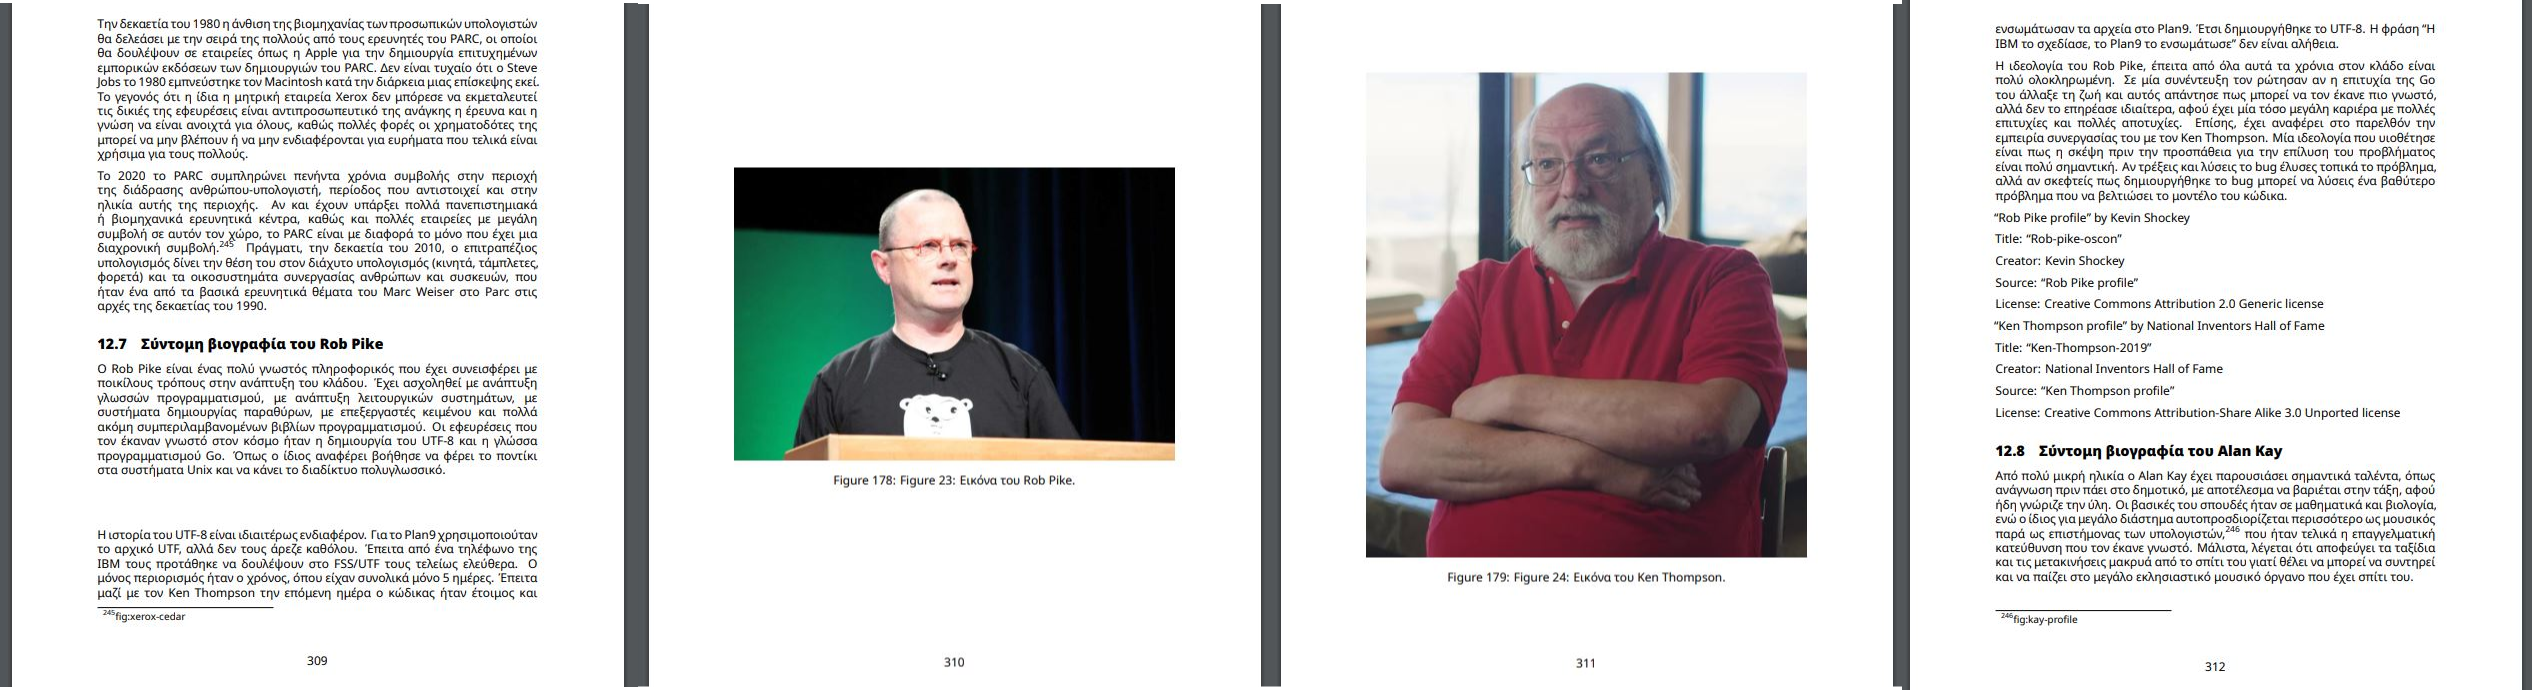 Την δεκαετία του 1980 η άνθιση της βιομηχανίας των προσωπικών υπολογιστών
θα δελεάσει με την σειρά της πολλούς από τους ερευνητές του PARC, οι οποίοι
θα δουλέψουν σε εταιρείες όπως η Apple για την δημιουργία επιτυχημένων
εμπορικών εκδόσεων των δημιουργιών του PARC. Δεν είναι τυχαίο ότι ο Steve
Jobs το 1980 εμπνεύστηκε τον Macintosh κατά την διάρκεια μιας επίσκεψης εκεί.
Το γεγονός ότι η ίδια η μητρική εταιρεία Xerox δεν μπόρεσε να εκμεταλευτεί
τις δικιές της εφευρέσεις είναι αντιπροσωπευτικό της ανάγκης η έρευνα και η
γνώση να είναι ανοιχτά για όλους, καθώς πολλές φορές οι χρηματοδότες της
μπορεί να μην βλέπουν ή να μην ενδιαφέρονται για ευρήματα που τελικά είναι
χρήσιμα για τους πολλούς.
Το 2020 το PARC συμπληρώνει πενήντα χρόνια συμβολής στην περιοχή
της διάδρασης ανθρώπου-υπολογιστή, περίοδος που αντιστοιχεί και στην
ηλικία αυτής της περιοχής. Αν και έχουν υπάρξει πολλά πανεπιστημιακά
ή βιομηχανικά ερευνητικά κέντρα, καθώς και πολλές εταιρείες με μεγάλη
συμβολή σε αυτόν τον χώρο, το PARC είναι με διαφορά το μόνο που έχει μια
διαχρονική συμβολή.245 Πράγματι, την δεκαετία του 2010, ο επιτραπέζιος
υπολογισμός δίνει την θέση του στον διάχυτο υπολογισμός (κινητά, τάμπλετες,
φορετά) και τα οικοσυστημάτα συνεργασίας ανθρώπων και συσκευών, που
ήταν ένα από τα βασικά ερευνητικά θέματα του Marc Weiser στο Parc στις
αρχές της δεκαετίας του 1990.
12.7 Σύντομη βιογραφία του Rob Pike
Ο Rob Pike είναι ένας πολύ γνωστός πληροφορικός που έχει συνεισφέρει με
ποικίλους τρόπους στην ανάπτυξη του κλάδου. Έχει ασχοληθεί με ανάπτυξη
γλωσσών προγραμματισμού, με ανάπτυξη λειτουργικών συστημάτων, με
συστήματα δημιουργίας παραθύρων, με επεξεργαστές κειμένου και πολλά
ακόμη συμπεριλαμβανομένων βιβλίων προγραμματισμού. Οι εφευρέσεις που
τον έκαναν γνωστό στον κόσμο ήταν η δημιουργία του UTF-8 και η γλώσσα
προγραμματισμού Go. Όπως ο ίδιος αναφέρει βοήθησε να φέρει το ποντίκι
στα συστήματα Unix και να κάνει το διαδίκτυο πολυγλωσσικό.
Η ιστορία του UTF-8 είναι ιδιαιτέρως ενδιαφέρον. Για το Plan9 χρησιμοποιούταν
το αρχικό UTF, αλλά δεν τους άρεζε καθόλου. Έπειτα από ένα τηλέφωνο της
IBM τους προτάθηκε να δουλέψουν στο FSS/UTF τους τελείως ελεύθερα. Ο
μόνος περιορισμός ήταν ο χρόνος, όπου είχαν συνολικά μόνο 5 ημέρες. Έπειτα
μαζί με τον Ken Thompson την επόμενη ημέρα ο κώδικας ήταν έτοιμος και
245fig:xerox-cedar
309
Figure 178: Figure 23: Εικόνα του Rob Pike.
310
Figure 179: Figure 24: Εικόνα του Ken Thompson.
311
ενσωμάτωσαν τα αρχεία στο Plan9. Έτσι δημιουργήθηκε το UTF-8. Η φράση “Η
IBM το σχεδίασε, το Plan9 το ενσωμάτωσε” δεν είναι αλήθεια.
Η ιδεολογία του Rob Pike, έπειτα από όλα αυτά τα χρόνια στον κλάδο είναι
πολύ ολοκληρωμένη. Σε μία συνέντευξη τον ρώτησαν αν η επιτυχία της Go
του άλλαξε τη ζωή και αυτός απάντησε πως μπορεί να τον έκανε πιο γνωστό,
αλλά δεν το επηρέασε ιδιαίτερα, αφού έχει μία τόσο μεγάλη καριέρα με πολλές
επιτυχίες και πολλές αποτυχίες. Επίσης, έχει αναφέρει στο παρελθόν την
εμπειρία συνεργασίας του με τον Ken Thompson. Μία ιδεολογία που υιοθέτησε
είναι πως η σκέψη πριν την προσπάθεια για την επίλυση του προβλήματος
είναι πολύ σημαντική. Αν τρέξεις και λύσεις το bug έλυσες τοπικά το πρόβλημα,
αλλά αν σκεφτείς πως δημιουργήθηκε το bug μπορεί να λύσεις ένα βαθύτερο
πρόβλημα που να βελτιώσει το μοντέλο του κώδικα.
“Rob Pike profile” by Kevin Shockey
Title: “Rob-pike-oscon”
Creator: Kevin Shockey
Source: “Rob Pike profile”
License: Creative Commons Attribution 2.0 Generic license
“Ken Thompson profile” by National Inventors Hall of Fame
Title: “Ken-Thompson-2019”
Creator: National Inventors Hall of Fame
Source: “Ken Thompson profile”
License: Creative Commons Attribution-Share Alike 3.0 Unported license
12.8 Σύντομη βιογραφία του Alan Kay
Από πολύ μικρή ηλικία ο Alan Kay έχει παρουσιάσει σημαντικά ταλέντα, όπως
ανάγνωση πριν πάει στο δημοτικό, με αποτέλεσμα να βαριέται στην τάξη, αφού
ήδη γνώριζε την ύλη. Οι βασικές του σπουδές ήταν σε μαθηματικά και βιολογία,
ενώ ο ίδιος για μεγάλο διάστημα αυτοπροσδιορίζεται περισσότερο ως μουσικός
παρά ως επιστήμονας των υπολογιστών,246 που ήταν τελικά η επαγγελματική
κατεύθυνση που τον έκανε γνωστό. Μάλιστα, λέγεται ότι αποφεύγει τα ταξίδια
και τις μετακινήσεις μακρυά από το σπίτι του γιατί θέλει να μπορεί να συντηρεί
και να παίζει στο μεγάλο εκλησιαστικό μουσικό όργανο που έχει σπίτι του.
246fig:kay-profile
312